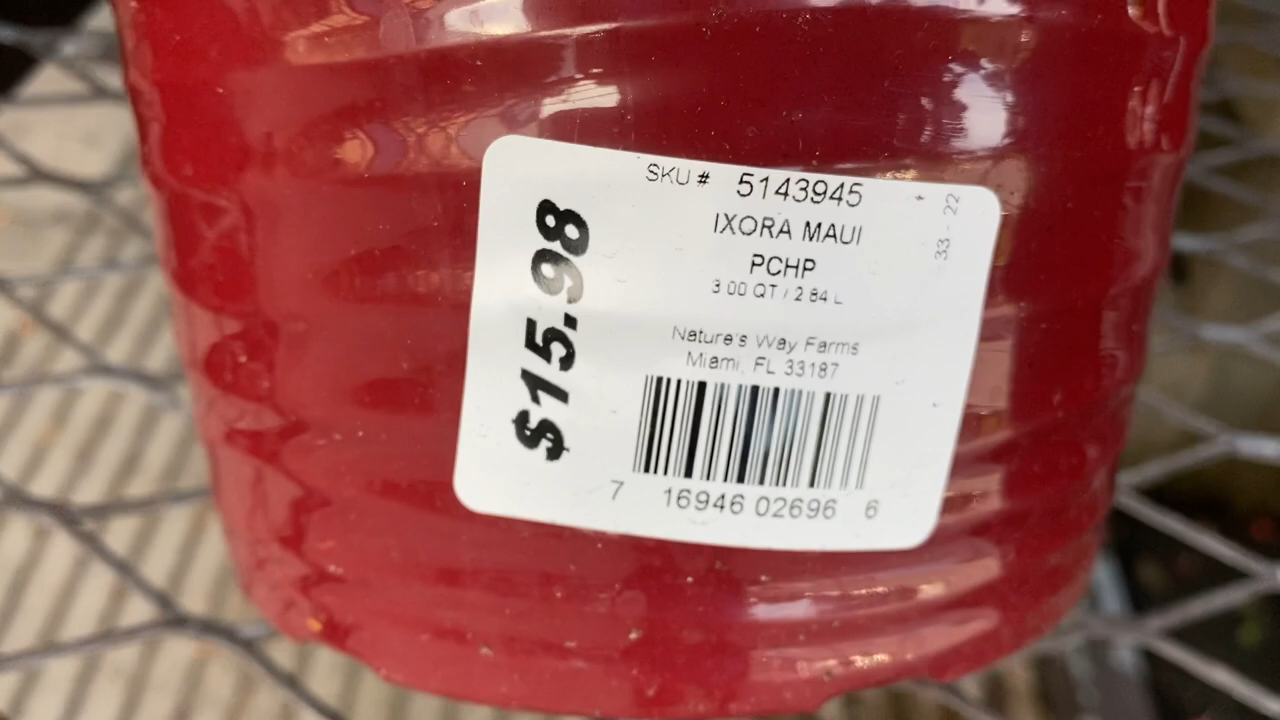 SKU # 5143945
IXORA MAUI
PCHP
3.00 QT / 2.84 L
Nature's Way Farms
Miami, FL 33187
7 16946 02696 6
$15.98
33 - 22